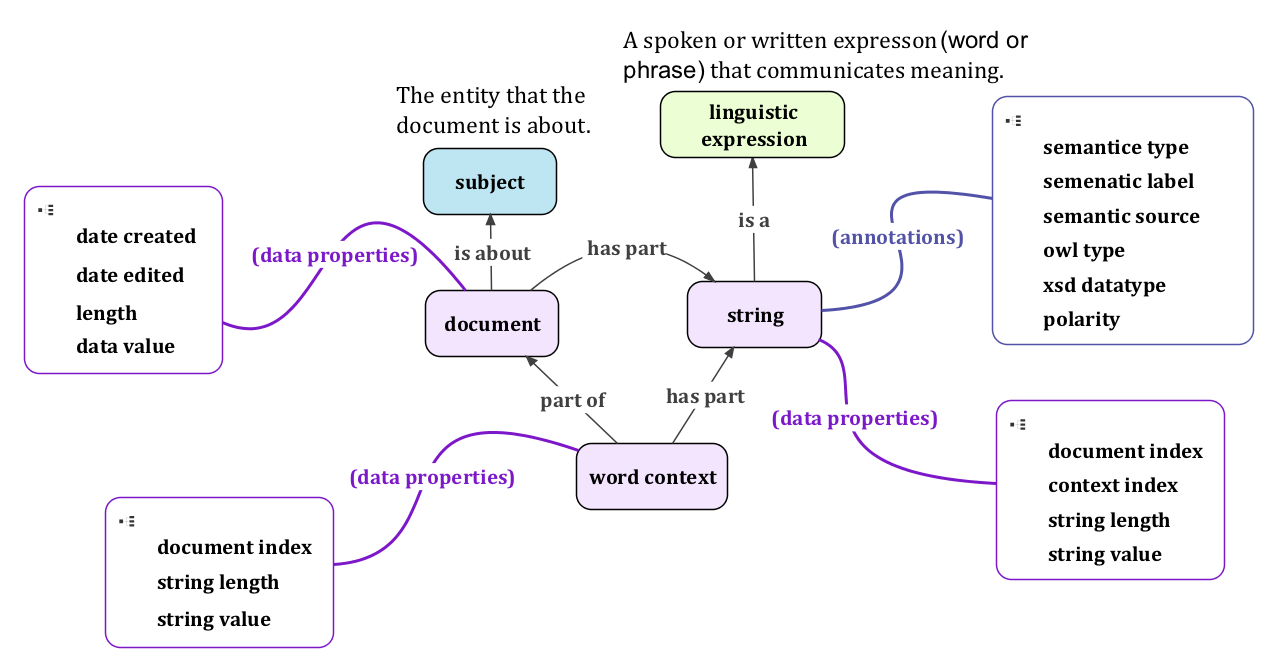 A spoken or written expresson (word or
phrase) that communicates meaning.
The entity that the
document is about.
linguistic
expression
subject
semantice type
semenatic label
semantic source
owl type
xsd datatype
polarity
date created
date edited
length
data value
(data properties)
is about
has part
is a
(annotations)
document
string
part of
has part
(data properties)
word context
(data properties)
document index
context index
string length
string value
document index
string length
string value